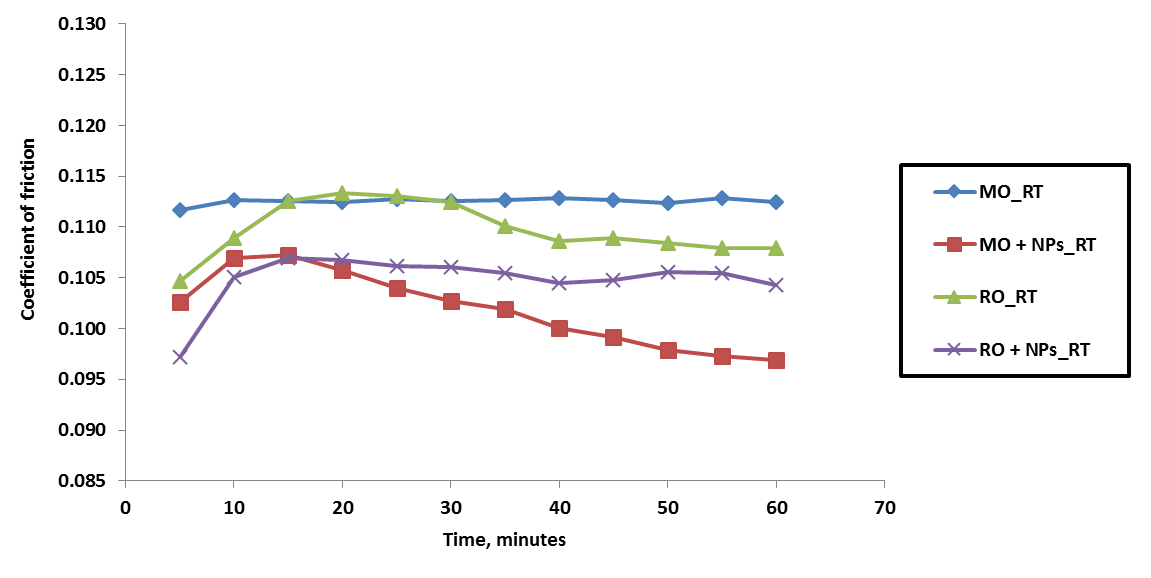 0.130
0.125
0.120
0.115
0.110
0.105
0.100
0.095
0.090
0.085
Coefficient of friction
0 10 20 30 40 50 60 70
Time, minutes
MO_RT
MO + NPs_RT
RO_RT
RO + NPs_RT